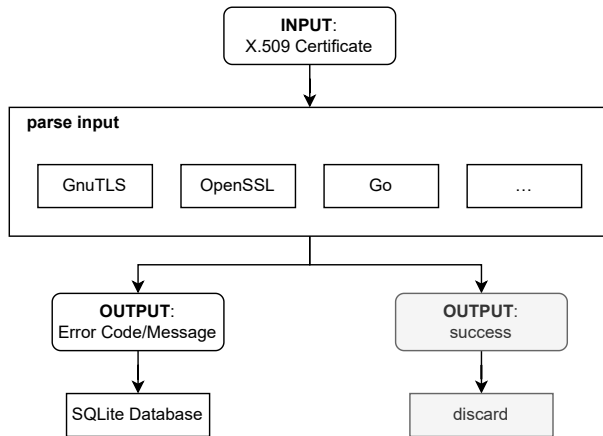 INPUT:
X.509 Certificate
parse input
GnuTLS
OpenSSL
Go
…
OUTPUT:
Error Code/Message
OUTPUT:
success
SQLite Database
discard